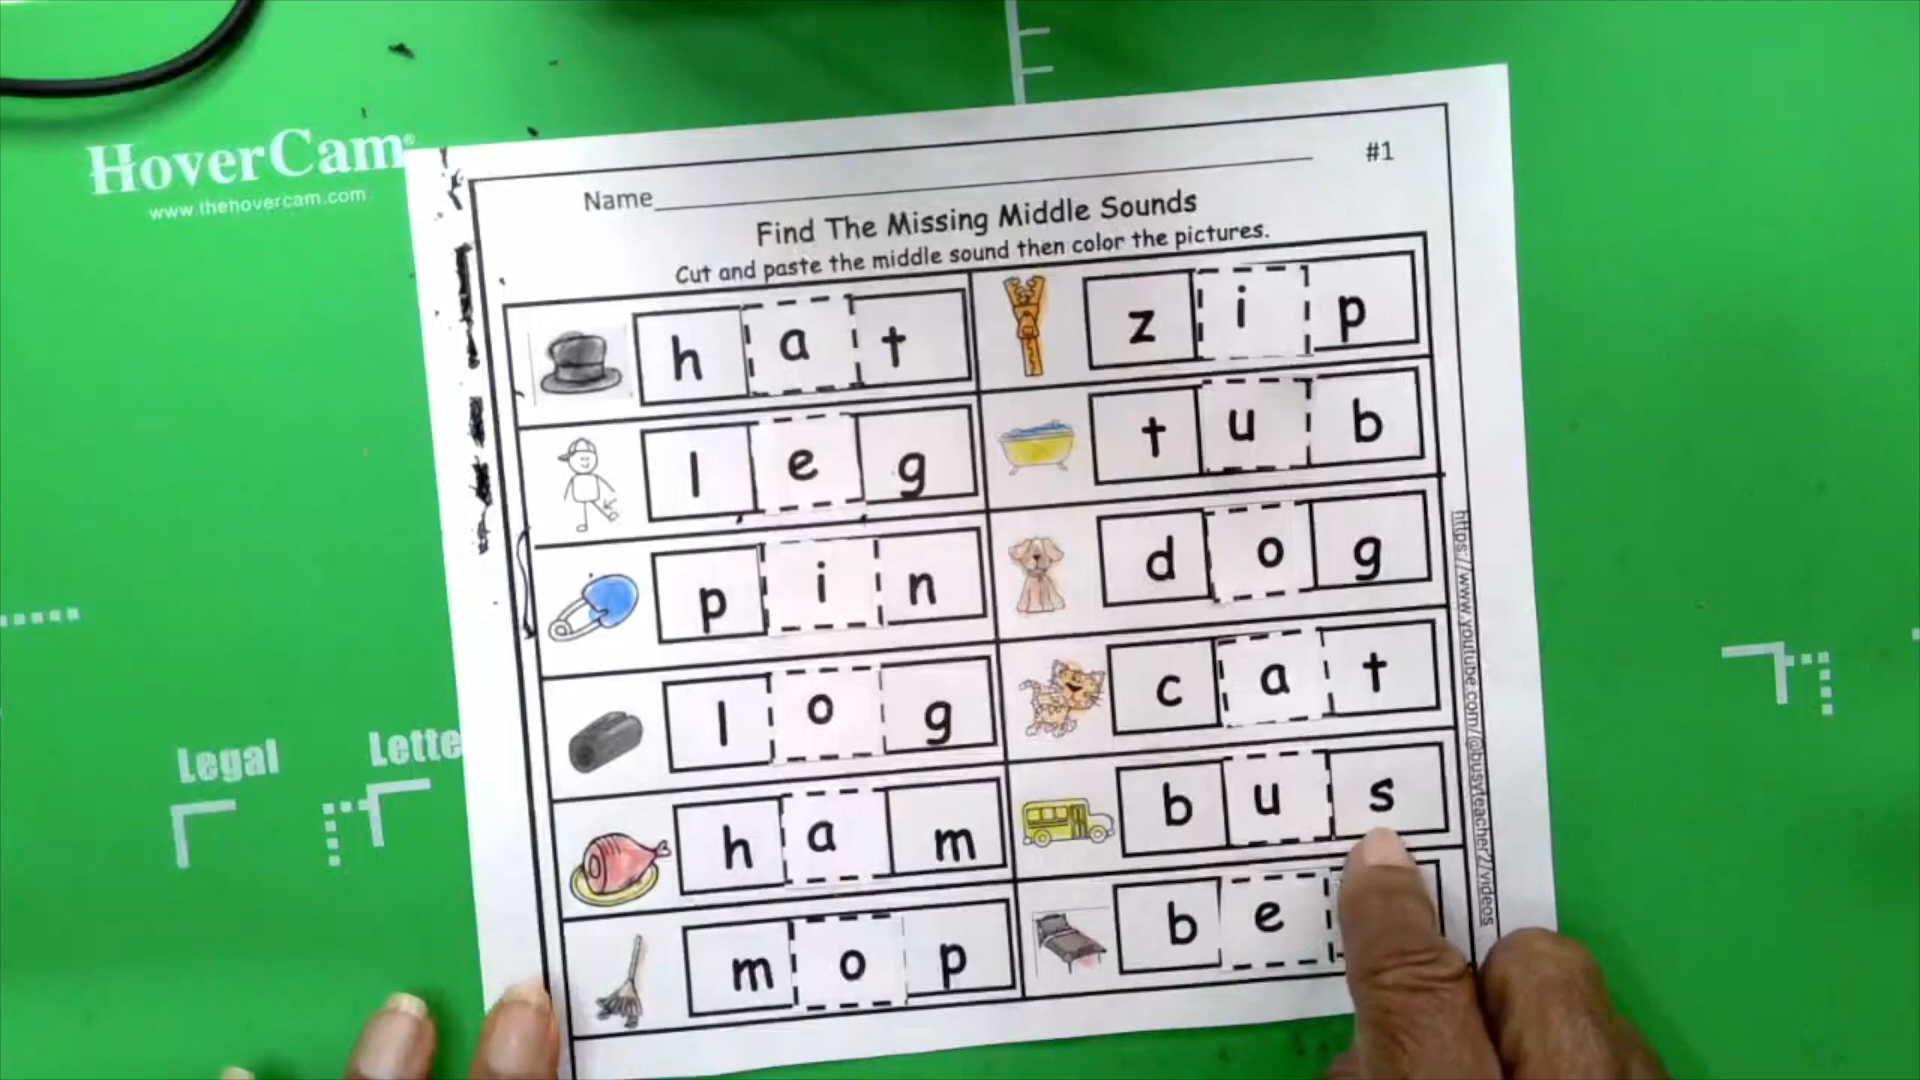 HoverCam®
www.thehovercam.com
Name #1
Find The Missing Middle Sounds
Cut and paste the middle sound then color the pictures.
h a t z i p
l e g t u b
p i n d o g
l o g c a t
h a m b u s
m o p b e
https://www.youtube.com/@busyteacher2/videos
Legal
Lette